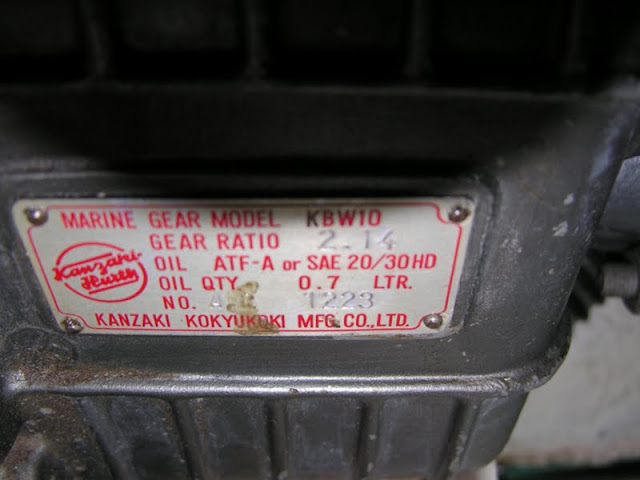 MARINE GEAR MODEL KBW10
GEAR RATIO 2.14
Kanzaki-
Hurth
OIL ATF-A or SAE 20/30HD
OIL QTY. 0.7 LTR.
NO. 1223
KANZAKI KOKYUKOKI MFG.CO.,LTD.